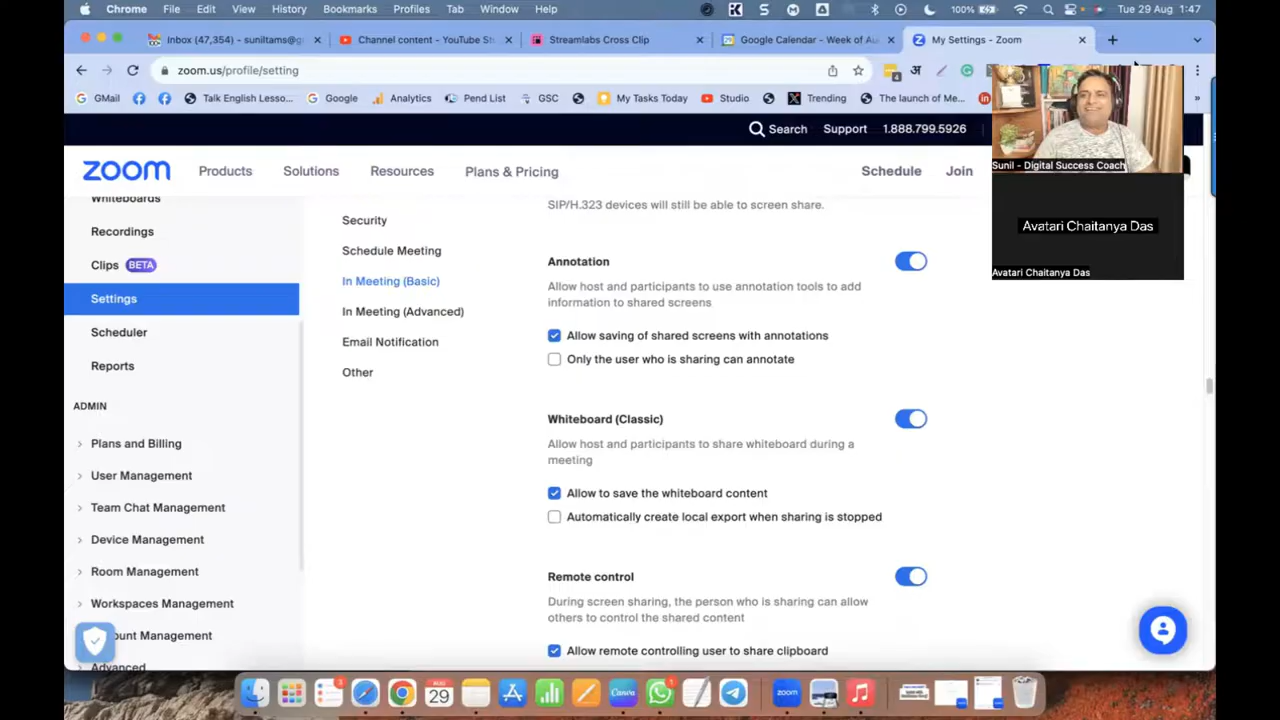 Chrome File Edit View History Bookmarks Profiles Tab Window Help 100% Tue 29 Aug 1:47
Inbox (47,354) - suniltams@g
Channel content - YouTube St
Streamlabs Cross Clip
Google Calendar - Week of Au
My Settings - Zoom
zoom.us/profile/setting
GMail Talk English Lesso... Google Analytics Pend List GSC My Tasks Today Studio Trending The launch of Me...
Search Support 1.888.799.5926
zoom Products Solutions Resources Plans & Pricing Schedule Join
Sunil - Digital Success Coach
Avatari Chaitanya Das
Avatari Chaitanya Das
Whiteboards
Recordings
Clips BETA
Settings
Scheduler
Reports
ADMIN
Plans and Billing
User Management
Team Chat Management
Device Management
Room Management
Workspaces Management
ount Management
Advanced
Security
Schedule Meeting
In Meeting (Basic)
In Meeting (Advanced)
Email Notification
Other
SIP/H.323 devices will still be able to screen share.
Annotation
Allow host and participants to use annotation tools to add
information to shared screens
Allow saving of shared screens with annotations
Only the user who is sharing can annotate
Whiteboard (Classic)
Allow host and participants to share whiteboard during a
meeting
Allow to save the whiteboard content
Automatically create local export when sharing is stopped
Remote control
During screen sharing, the person who is sharing can allow
others to control the shared content
Allow remote controlling user to share clipboard